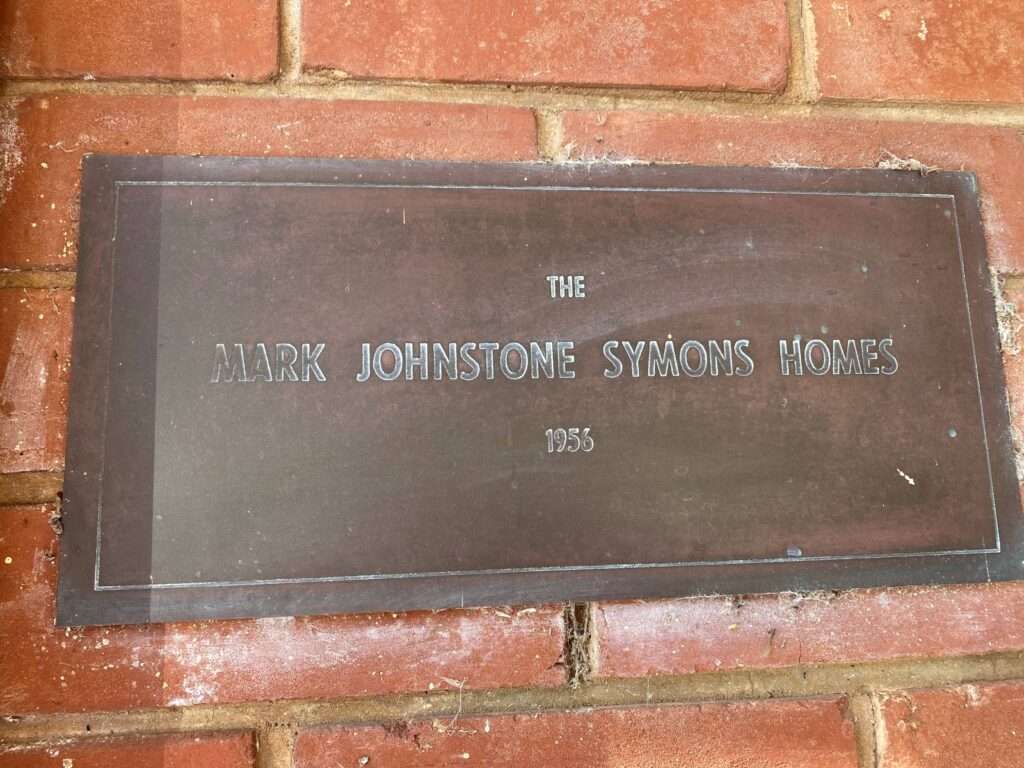 THE
MARK JOHNSTONE SYMONS HOMES
1956